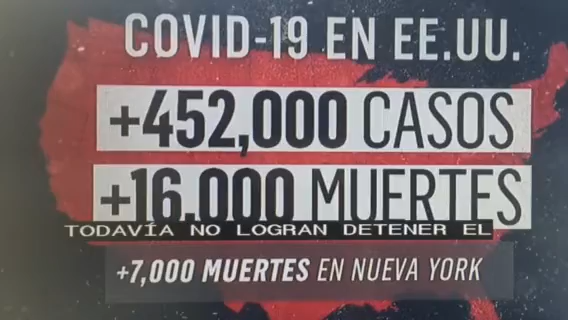 COVID-19 EN EE.UU.
+452,000 CASOS
+16,000 MUERTES
TODAVÍA NO LOGRAN DETENER EL
+7,000 MUERTES EN NUEVA YORK